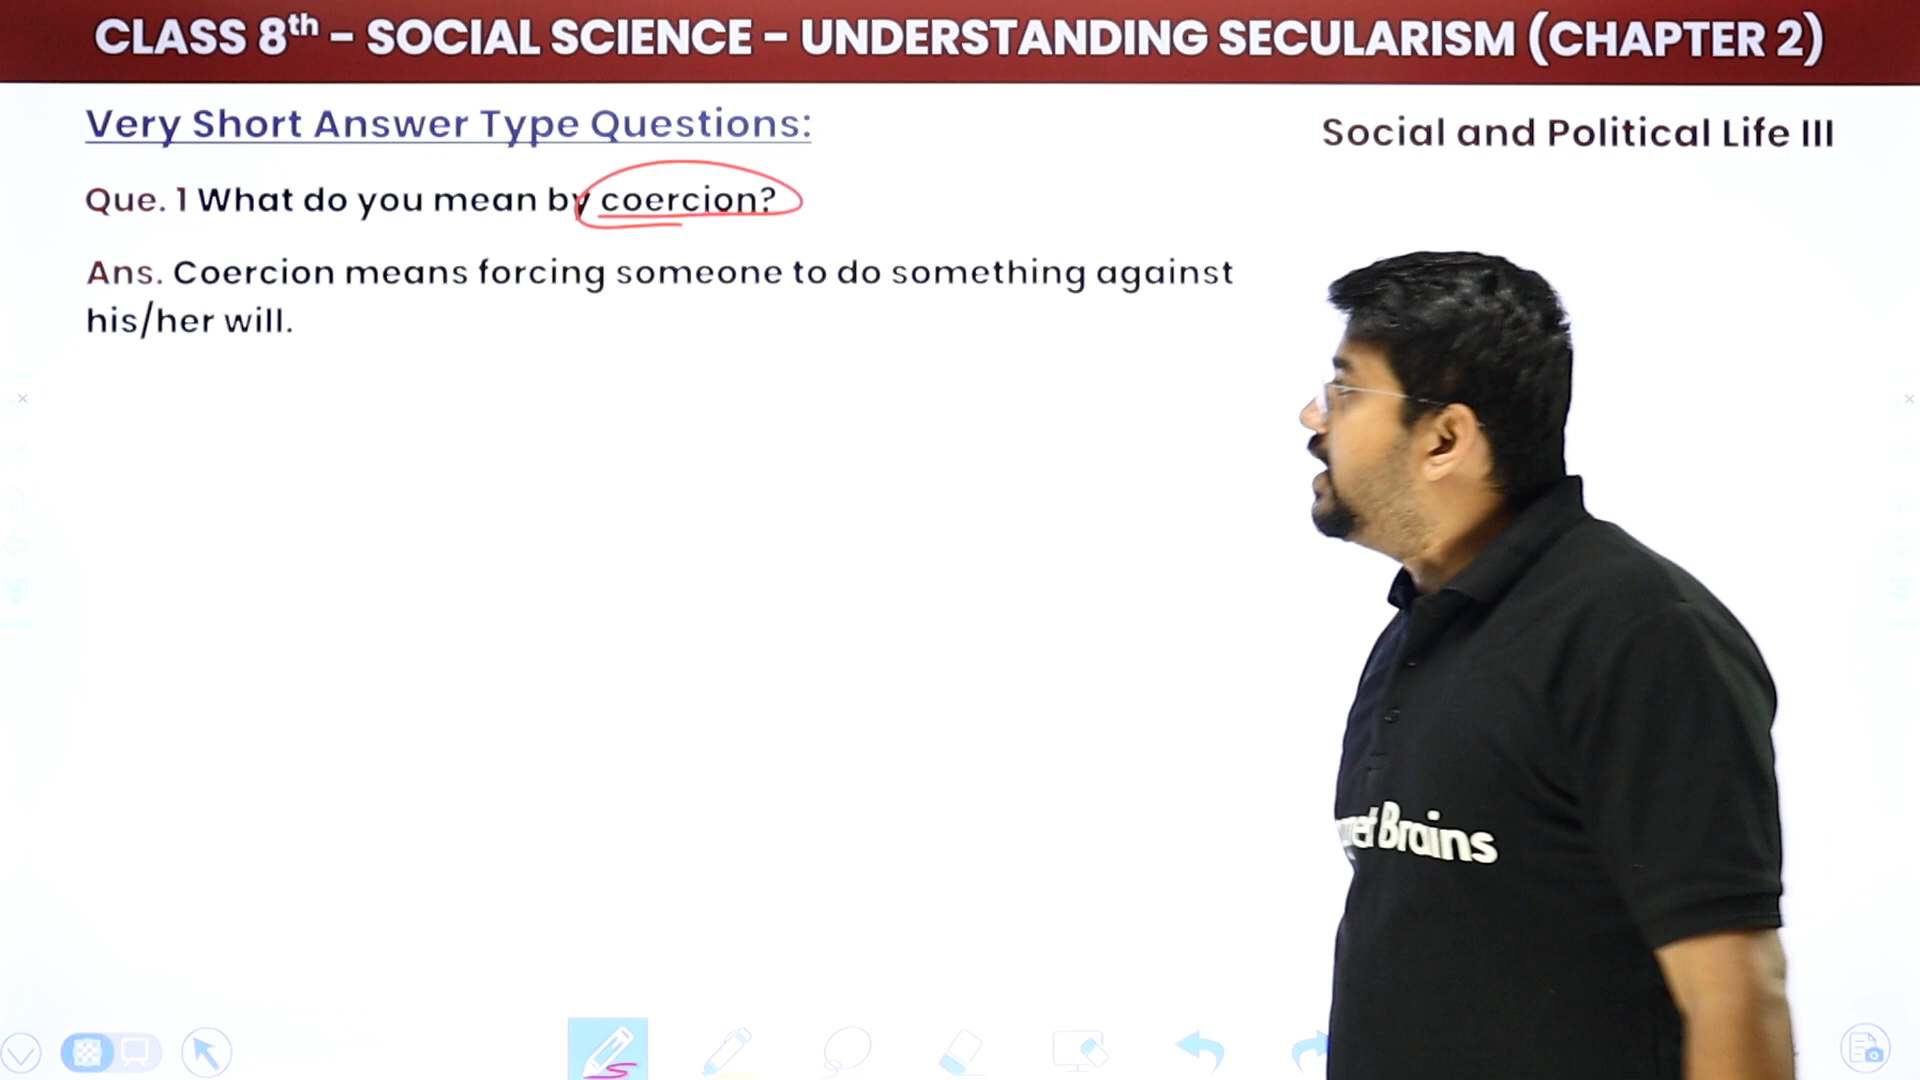 CLASS 8th - SOCIAL SCIENCE - UNDERSTANDING SECULARISM (CHAPTER 2)
Very Short Answer Type Questions:
Social and Political Life III
Que. 1 What do you mean by coercion?
Ans. Coercion means forcing someone to do something against
his/her will.
Brains